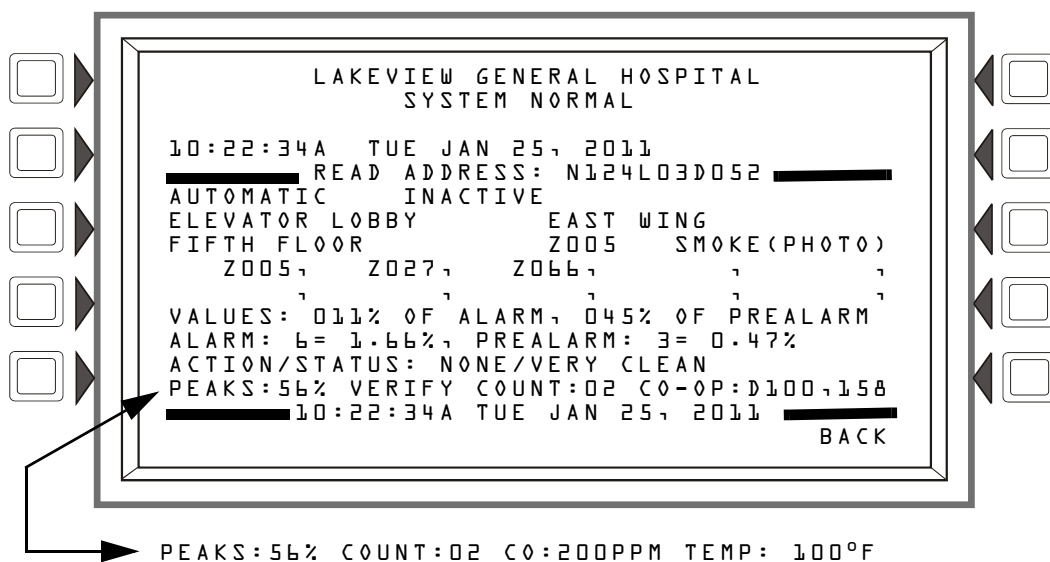 LAKEVIEW GENERAL HOSPITAL
SYSTEM NORMAL
10:22:34A TUE JAN 25, 2011
READ ADDRESS: N124L03D052
AUTOMATIC INACTIVE
ELEVATOR LOBBY EAST WING
FIFTH FLOOR Z005 SMOKE(PHOTO)
Z005, Z027, Z066, , ,
, , , , ,
VALUES: 011% OF ALARM, 045% OF PREALARM
ALARM: 6= 1.66%, PREALARM: 3= 0.47%
ACTION/STATUS: NONE/VERY CLEAN
PEAKS:56% VERIFY COUNT:02 CO-OP:D100,158
10:22:34A TUE JAN 25, 2011
BACK
PEAKS:56% COUNT:02 CO:200PPM TEMP: 100°F